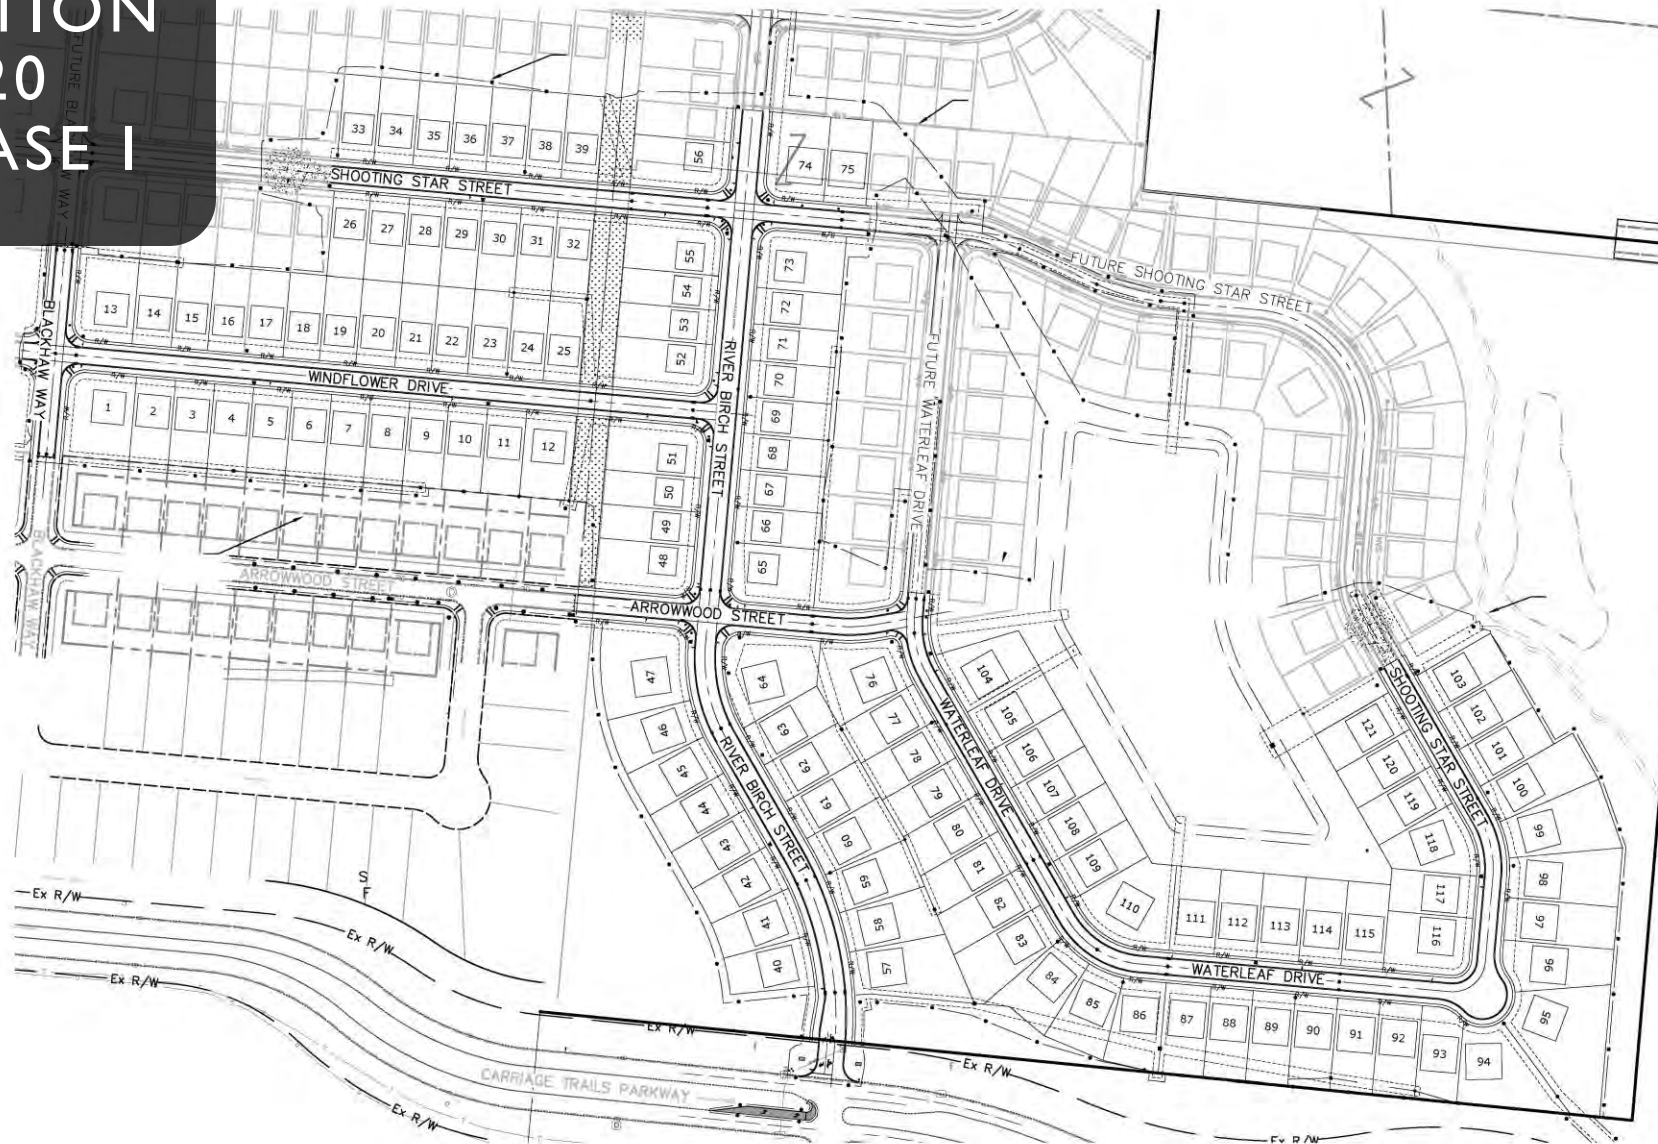 TION
20
ASE I
FUTURE BLACKHAW WAY
33 34 35 36 37 38 39
56
74 75
SHOOTING STAR STREET
26 27 28 29 30 31 32
55
54
53
52
73
72
71
70
69
68
67
66
65
FUTURE SHOOTING STAR STREET
13 14 15 16 17 18 19 20 21 22 23 24 25
BLACKHAW WAY
WINDFLOWER DRIVE
RIVER BIRCH STREET
FUTURE WATERLEAF DRIVE
1 2 3 4 5 6 7 8 9 10 11 12
51
50
49
48
BLACKHAW WAY
ARROWWOOD STREET
ARROWWOOD STREET
47
46
45
44
43
42
41
40
64
63
62
61
60
59
58
57
RIVER BIRCH STREET
76
77
78
79
80
81
82
83
84
85
WATERLEAF DRIVE
104
105
106
107
108
109
110
111 112 113 114 115
116
117
118
119
120
121
SHOOTING STAR STREET
103
102
101
100
99
98
97
96
95
WATERLEAF DRIVE
86 87 88 89 90 91 92 93 94
S
F
Ex R/W
Ex R/W
Ex R/W
Ex R/W
Ex R/W
CARRIAGE TRAILS PARKWAY
Ex R/W
Ex R/W